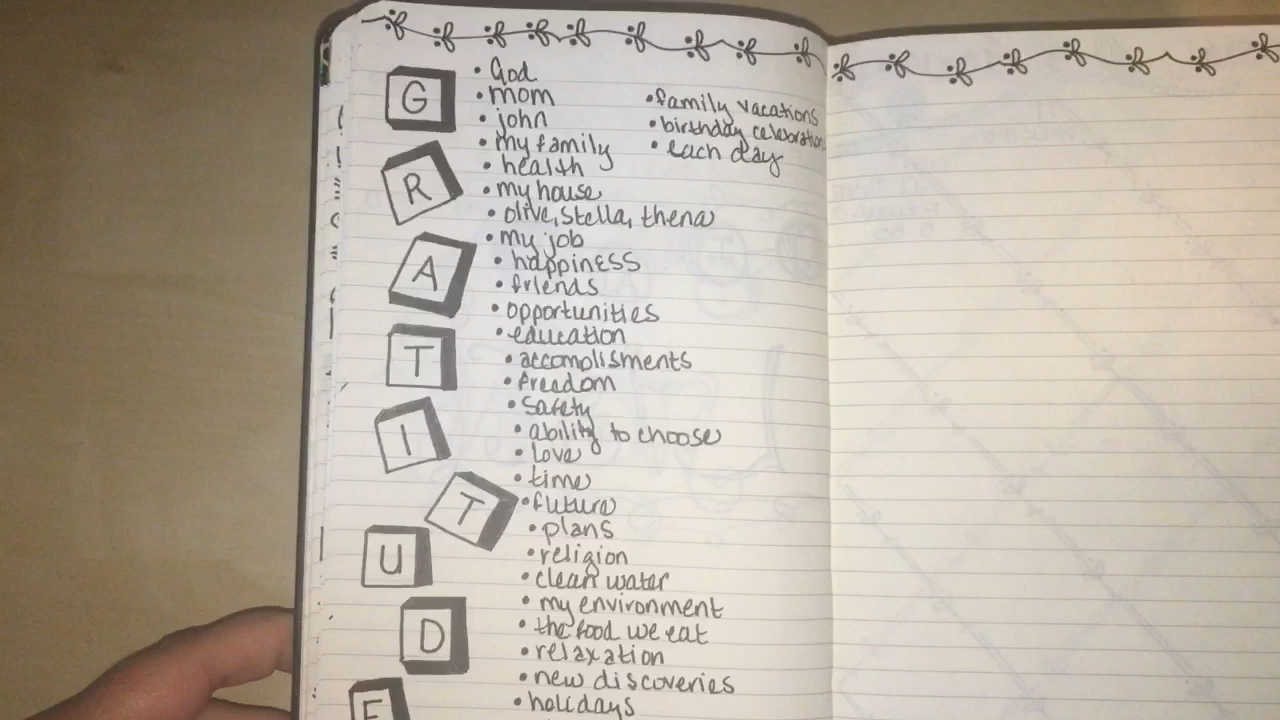 G
R
A
T
I
T
U
D
E
• God
• mom
• john
• my family
• health
• my house
• olive, stella, thena
• my job
• happiness
• friends
• opportunities
• education
• accomplisments
• freedom
• safety
• ability to choose
• love
• time
• future
• plans
• religion
• clean water
• my environment
• the food we eat
• relaxation
• new discoveries
• holidays
• family vacations
• birthday celebrations
• each day